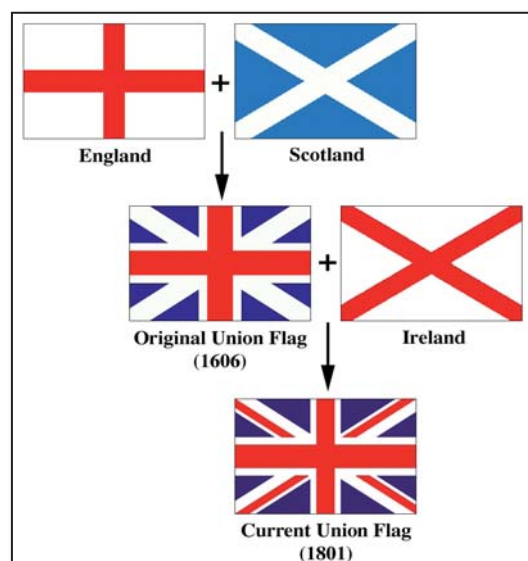 +
England
Scotland
+
Original Union Flag
(1606)
Ireland
Current Union Flag
(1801)